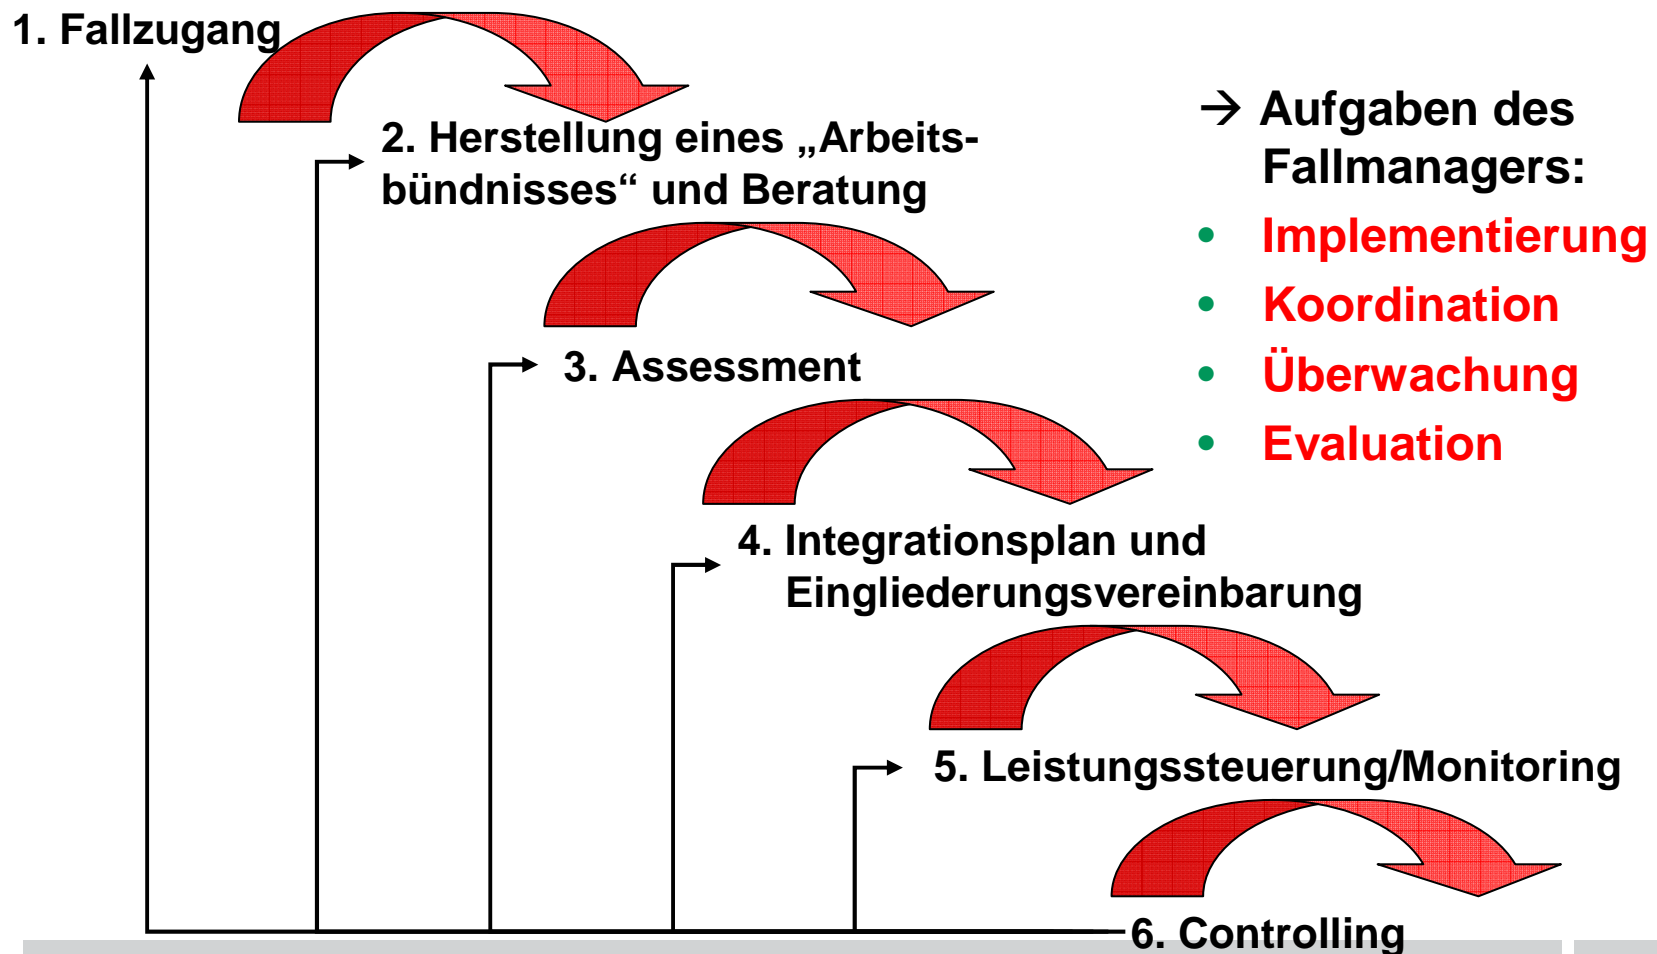 1. Fallzugang
2. Herstellung eines „Arbeits-
bündnisses“ und Beratung
3. Assessment
4. Integrationsplan und
Eingliederungsvereinbarung
5. Leistungssteuerung/Monitoring
6. Controlling
→ Aufgaben des
Fallmanagers:
• Implementierung
• Koordination
• Überwachung
• Evaluation